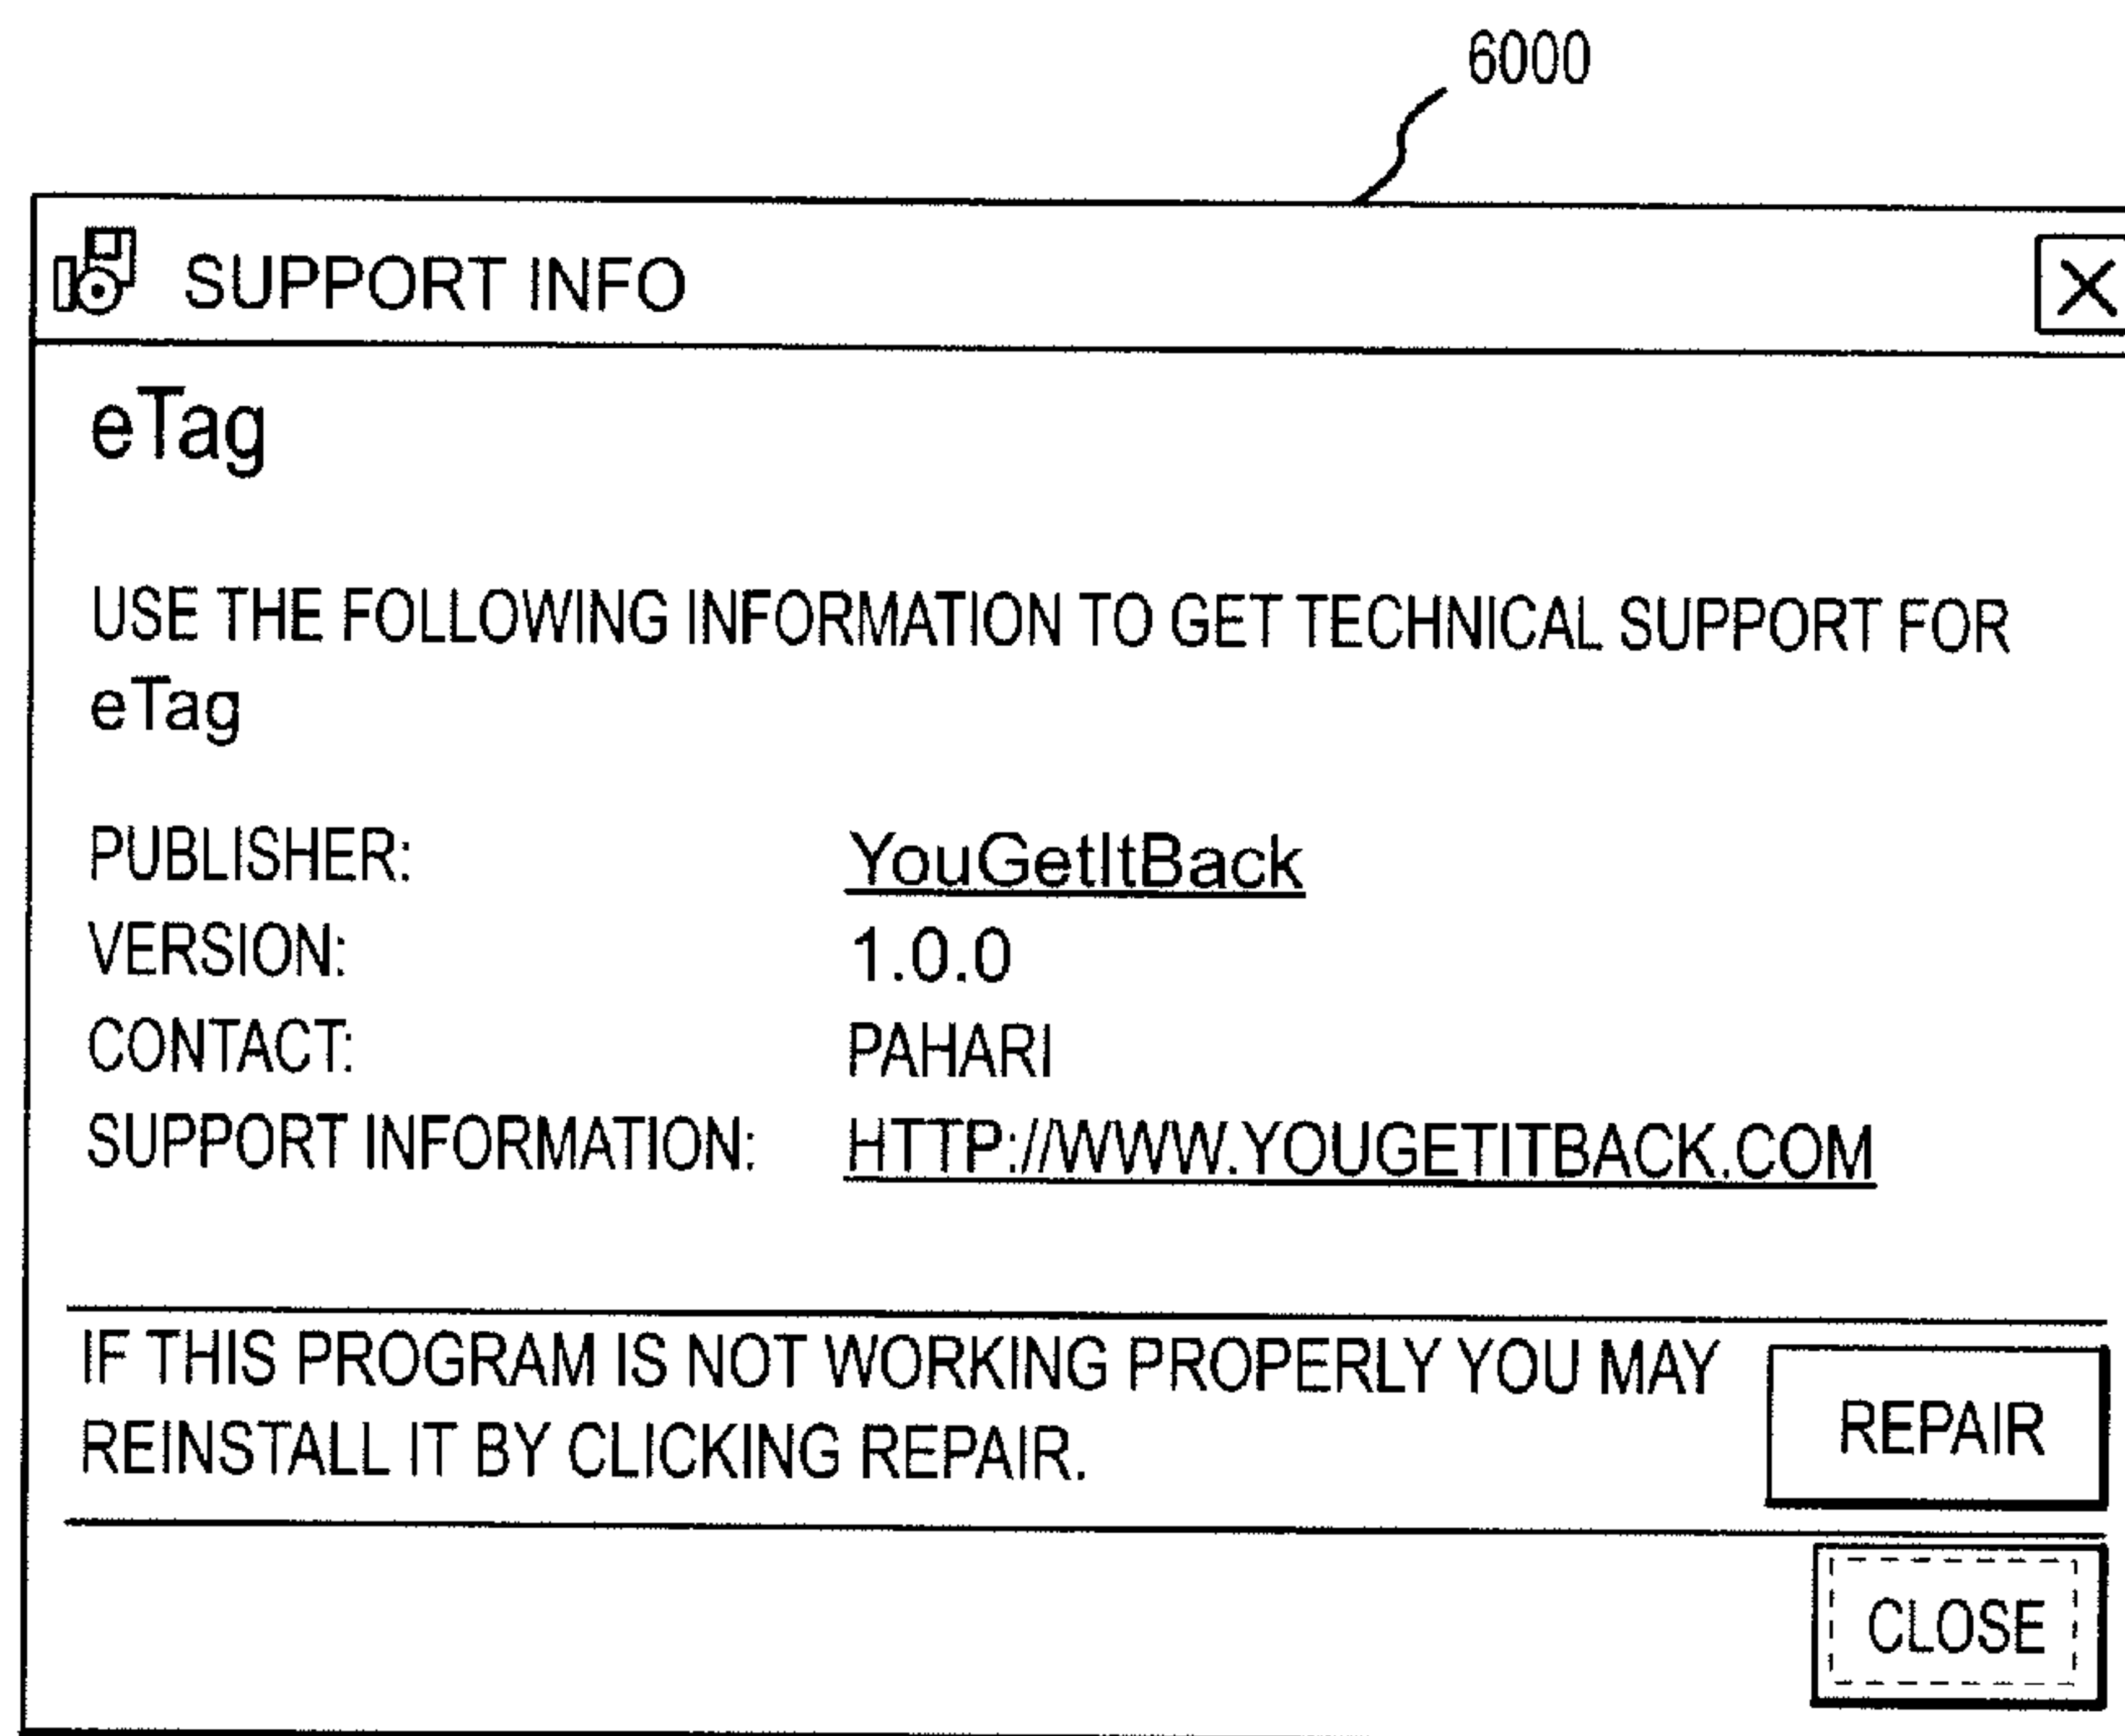 6000
SUPPORT INFO
eTag
USE THE FOLLOWING INFORMATION TO GET TECHNICAL SUPPORT FOR
eTag
PUBLISHER: YouGetItBack
VERSION: 1.0.0
CONTACT: PAHARI
SUPPORT INFORMATION: HTTP://WWW.YOUGETITBACK.COM
IF THIS PROGRAM IS NOT WORKING PROPERLY YOU MAY
REINSTALL IT BY CLICKING REPAIR.
REPAIR
CLOSE